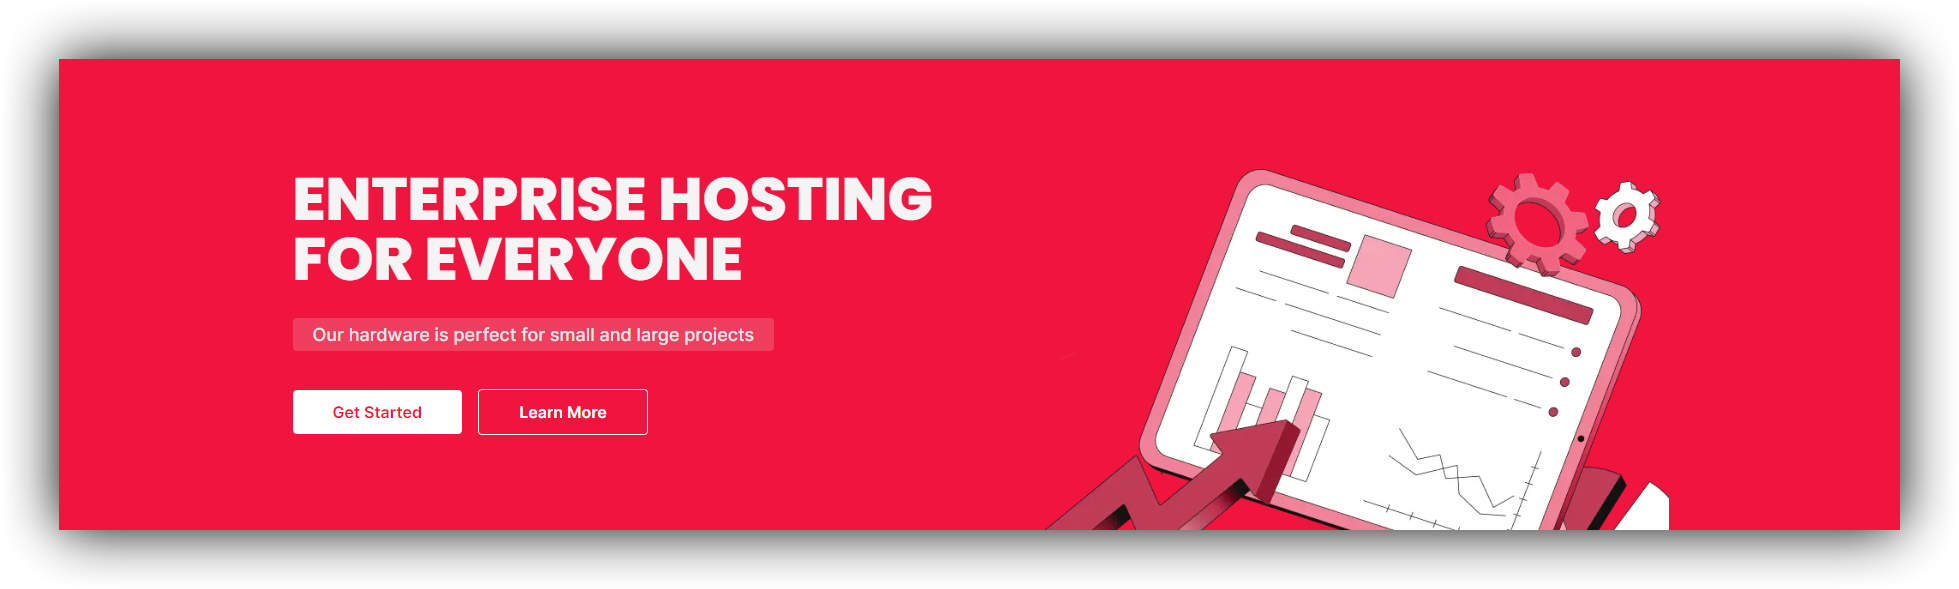 ENTERPRISE HOSTING
FOR EVERYONE
Our hardware is perfect for small and large projects
Get Started
Learn More